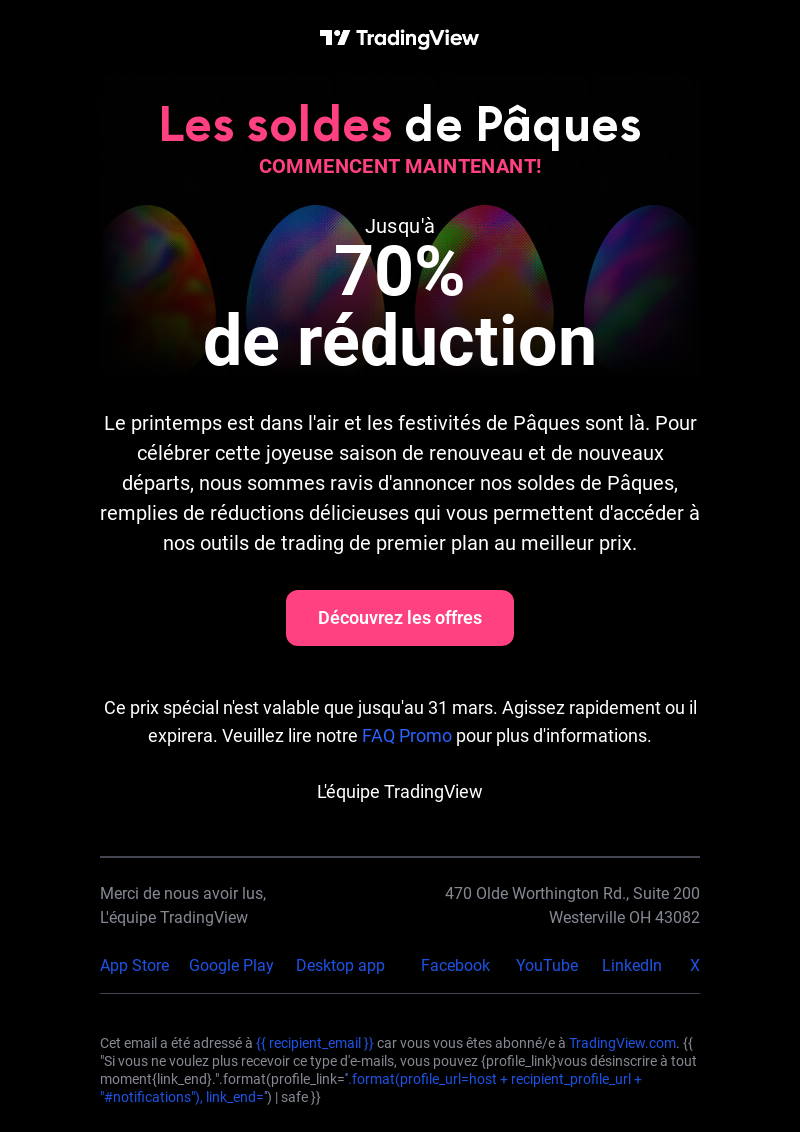 TradingView
Les soldes de Pâques
COMMENCENT MAINTENANT!
Jusqu'à
70%
de réduction
Le printemps est dans l'air et les festivités de Pâques sont là. Pour
célébrer cette joyeuse saison de renouveau et de nouveaux
départs, nous sommes ravis d'annoncer nos soldes de Pâques,
remplies de réductions délicieuses qui vous permettent d'accéder à
nos outils de trading de premier plan au meilleur prix.
Découvrez les offres
Ce prix spécial n'est valable que jusqu'au 31 mars. Agissez rapidement ou il
expirera. Veuillez lire notre FAQ Promo pour plus d'informations.
L'équipe TradingView
Merci de nous avoir lus,
L'équipe TradingView
470 Olde Worthington Rd., Suite 200
Westerville OH 43082
App Store Google Play Desktop app Facebook YouTube LinkedIn X
Cet email a été adressé à {{ recipient_email }} car vous vous êtes abonné/e à TradingView.com. {{
"Si vous ne voulez plus recevoir ce type d'e-mails, vous pouvez {profile_link}vous désinscrire à tout
moment{link_end}.".format(profile_link='.format(profile_url=host + recipient_profile_url +
"#notifications"), link_end='') | safe }}